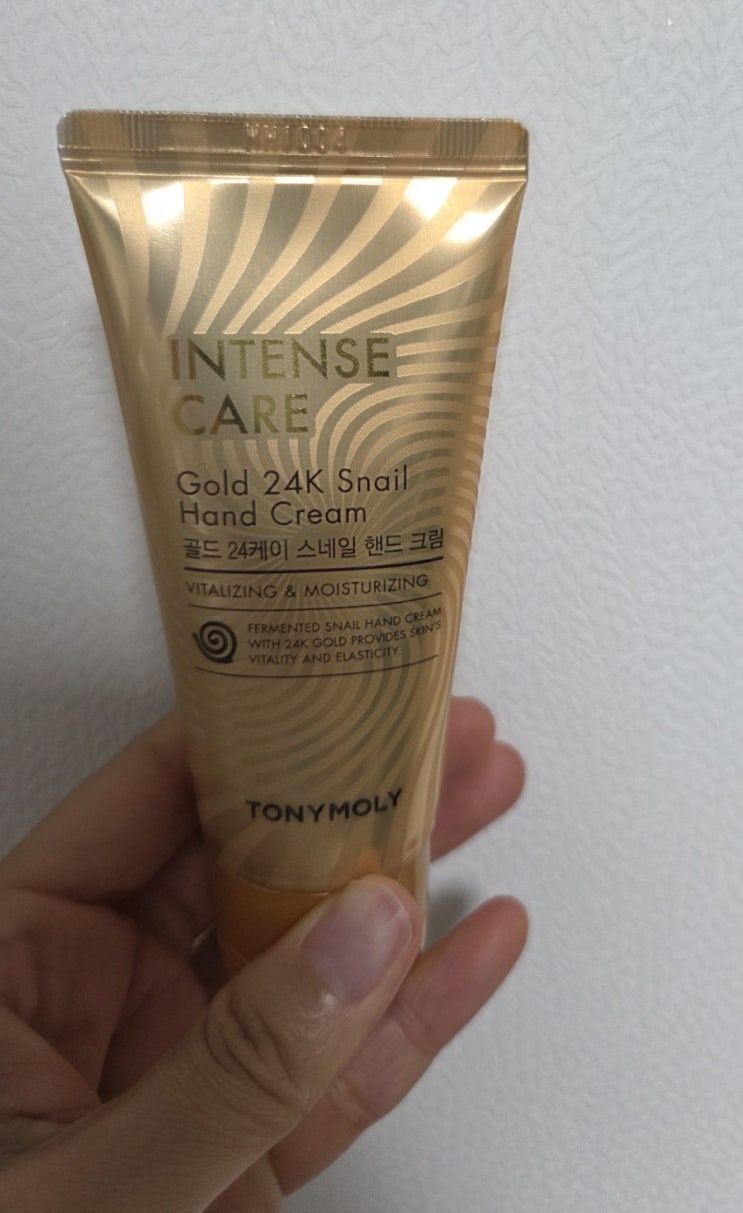 INTENSE
CARE
Gold 24K Snail
Hand Cream
골드 24케이 스네일 핸드 크림
VITALIZING & MOISTURIZING
FERMENTED SNAIL HAND CREAM
WITH 24K GOLD PROVIDES SKIN'S
VITALITY AND ELASTICITY.
TONYMOLY